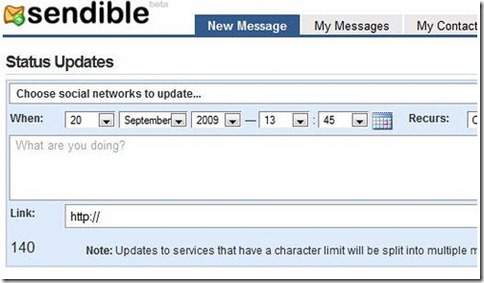 sendible
beta
New Message My Messages My Contact
Status Updates
Choose social networks to update...
When: 20 September 2009 — 13 : 45 Recurs:
What are you doing?
Link: http://
140 Note: Updates to services that have a character limit will be split into multiple